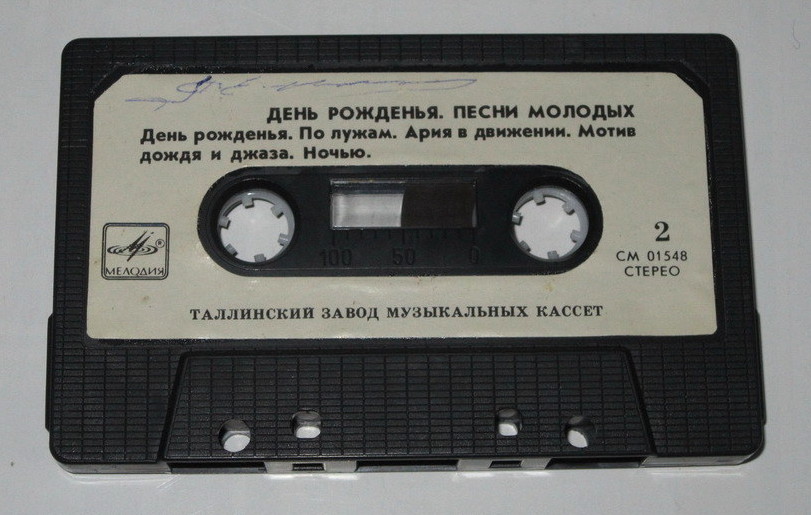 ДЕНЬ РОЖДЕНЬЯ. ПЕСНИ МОЛОДЫХ
День рожденья. По лужам. Ария в движении. Мотив
дождя и джаза. Ночью.
МЕЛОДИЯ
100 50 0
2
СМ 01548
СТЕРЕО
ТАЛЛИНСКИЙ ЗАВОД МУЗЫКАЛЬНЫХ КАССЕТ